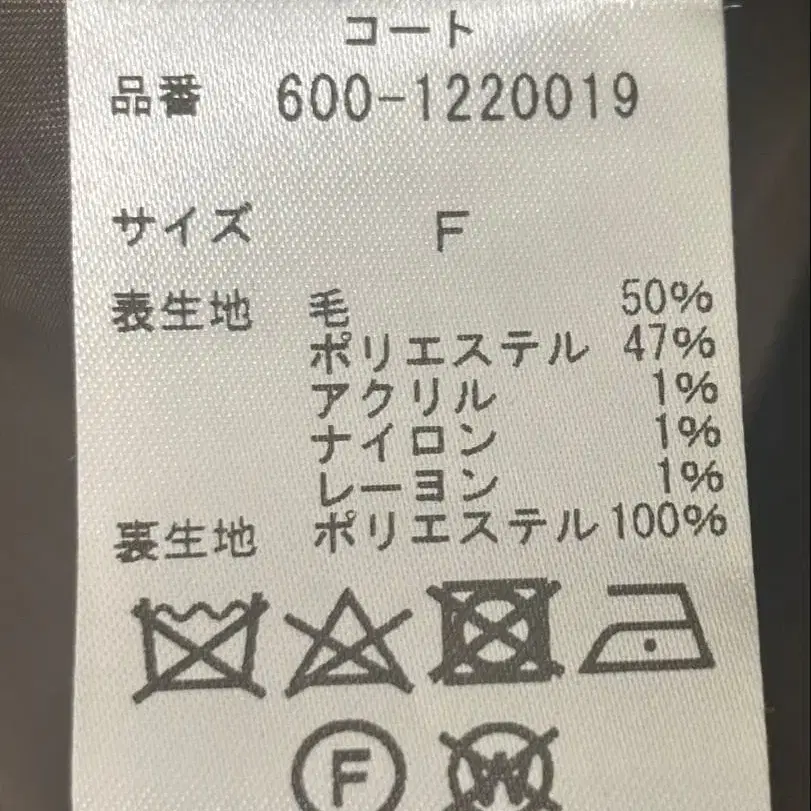 コート
品番 600-1220019
サイズ F
表生地 毛 50%
ポリエステル 47%
アクリル 1%
ナイロン 1%
レーヨン 1%
裏生地 ポリエステル 100%
F W